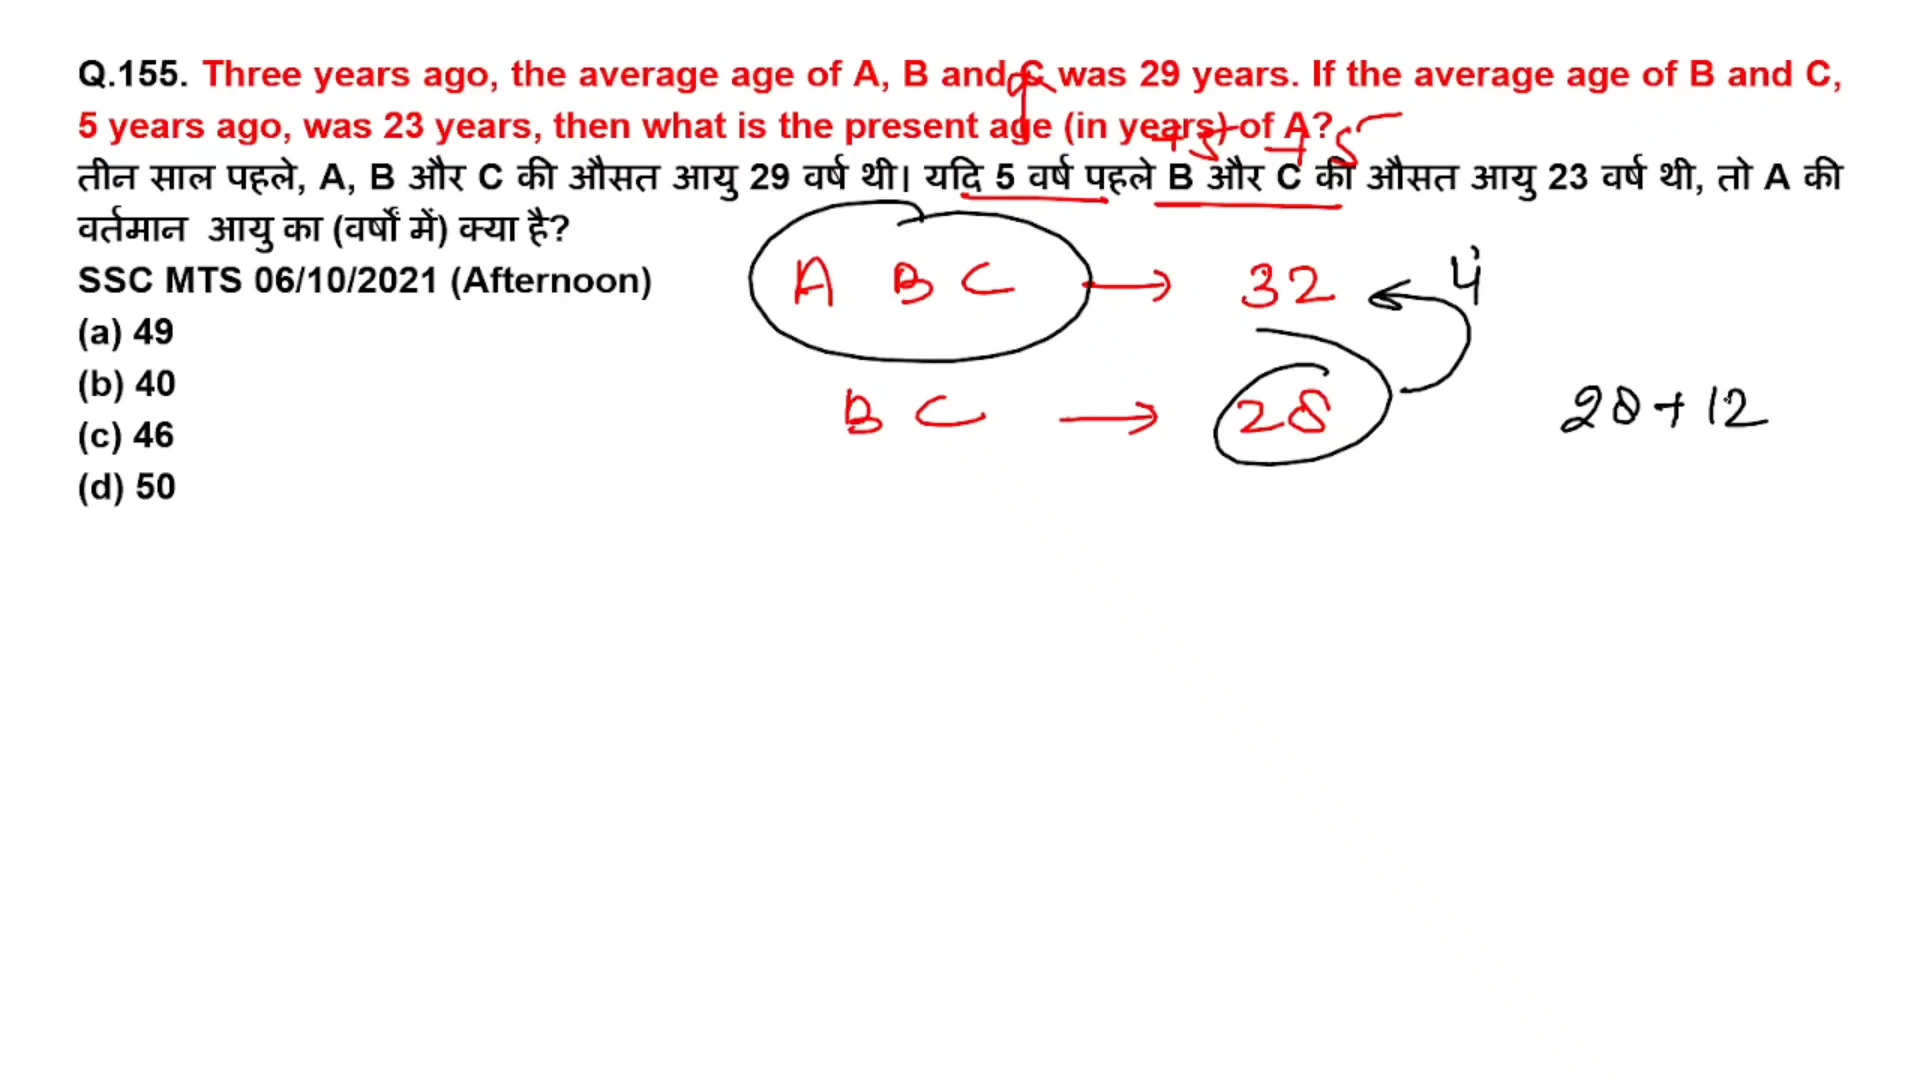 Q.155. Three years ago, the average age of A, B and C was 29 years. If the average age of B and C,
5 years ago, was 23 years, then what is the present age (in years) of A?
+5 +5
तीन साल पहले, A, B और C की औसत आयु 29 वर्ष थी। यदि 5 वर्ष पहले B और C की औसत आयु 23 वर्ष थी, तो A की
वर्तमान आयु का (वर्षों में) क्या है?
SSC MTS 06/10/2021 (Afternoon)
A B C → 32 4
(a) 49
(b) 40
B C → 28 28+12
(c) 46
(d) 50